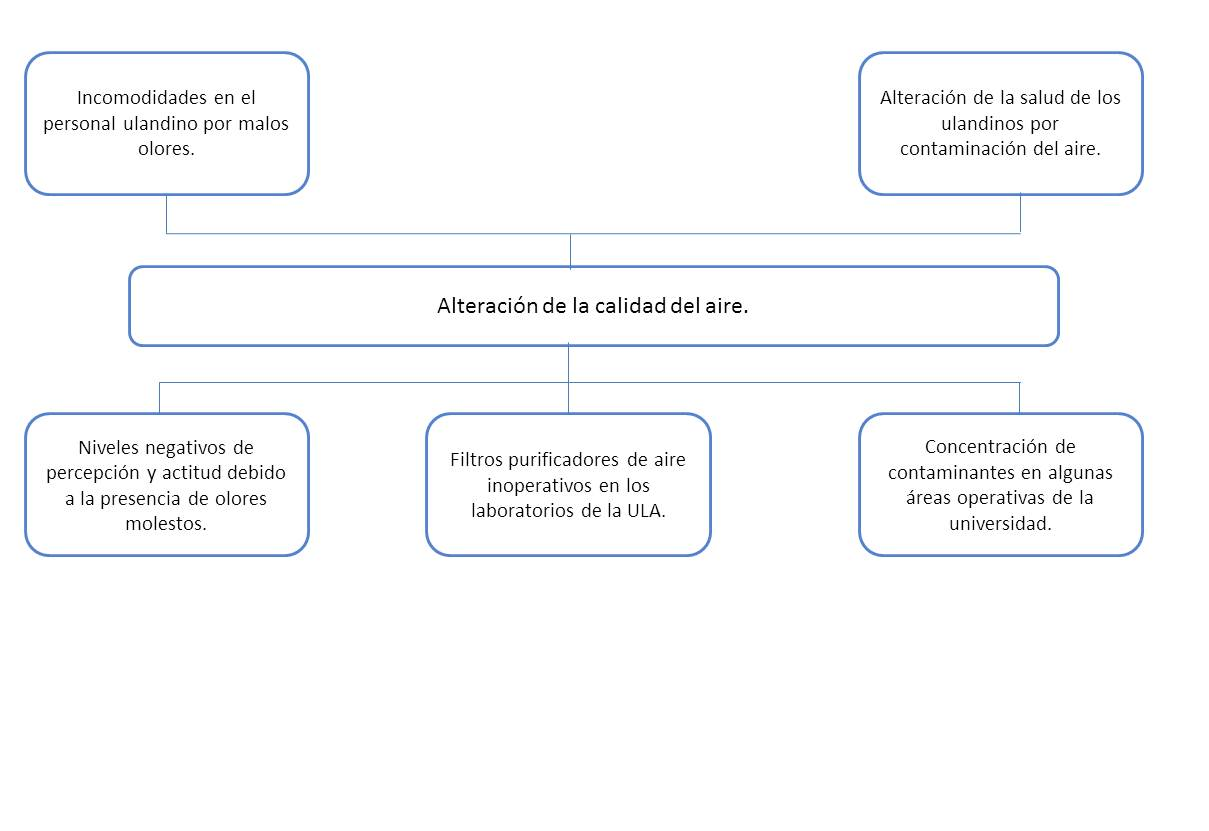 Incomodidades en el
personal ulandino por malos
olores.
Alteración de la salud de los
ulandinos por
contaminación del aire.
Alteración de la calidad del aire.
Niveles negativos de
percepción y actitud debido
a la presencia de olores
molestos.
Filtros purificadores de aire
inoperativos en los
laboratorios de la ULA.
Concentración de
contaminantes en algunas
áreas operativas de la
universidad.